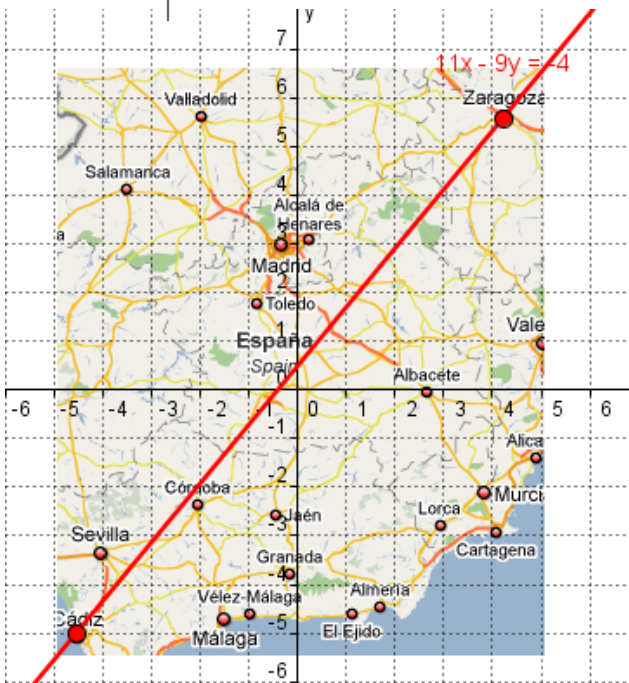 y
7
11x - 9y = -4
6
Zaragoza
Valladolid
5
Salamanca
4
Alcalá de
Henares
3
a
Madrid
2
Toledo
1
Vale
España
Spain
Albacete
-6 -5 -4 -3 -2 -1 0 1 2 3 4 5 6
-1
Alica
-2
Córdoba
Murcia
Lorca
Jaén
-3
Sevilla
Cartagena
Granada
-4
Vélez-Málaga
Almería
Cádiz
-5
Málaga
El Ejido
-6